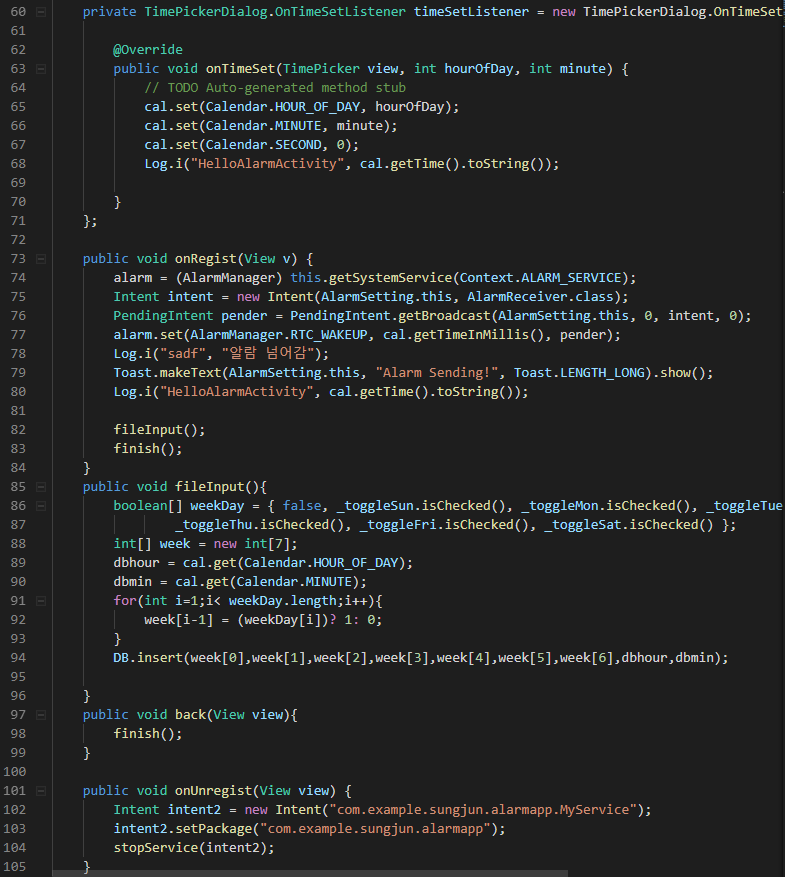 60 private TimePickerDialog.OnTimeSetListener timeSetListener = new TimePickerDialog.OnTimeSet
61
62 @Override
63 public void onTimeSet(TimePicker view, int hourOfDay, int minute) {
64 // TODO Auto-generated method stub
65 cal.set(Calendar.HOUR_OF_DAY, hourOfDay);
66 cal.set(Calendar.MINUTE, minute);
67 cal.set(Calendar.SECOND, 0);
68 Log.i("HelloAlarmActivity", cal.getTime().toString());
69
70 }
71 };
72
73 public void onRegist(View v) {
74 alarm = (AlarmManager) this.getSystemService(Context.ALARM_SERVICE);
75 Intent intent = new Intent(AlarmSetting.this, AlarmReceiver.class);
76 PendingIntent pender = PendingIntent.getBroadcast(AlarmSetting.this, 0, intent, 0);
77 alarm.set(AlarmManager.RTC_WAKEUP, cal.getTimeInMillis(), pender);
78 Log.i("sadf", "알람 넘어감");
79 Toast.makeText(AlarmSetting.this, "Alarm Sending!", Toast.LENGTH_LONG).show();
80 Log.i("HelloAlarmActivity", cal.getTime().toString());
81
82 fileInput();
83 finish();
84 }
85 public void fileInput(){
86 boolean[] weekDay = { false, _toggleSun.isChecked(), _toggleMon.isChecked(), _toggleTue
87 _toggleThu.isChecked(), _toggleFri.isChecked(), _toggleSat.isChecked() };
88 int[] week = new int[7];
89 dbhour = cal.get(Calendar.HOUR_OF_DAY);
90 dbmin = cal.get(Calendar.MINUTE);
91 for(int i=1;i< weekDay.length;i++){
92 week[i-1] = (weekDay[i])? 1: 0;
93 }
94 DB.insert(week[0],week[1],week[2],week[3],week[4],week[5],week[6],dbhour,dbmin);
95
96 }
97 public void back(View view){
98 finish();
99 }
100
101 public void onUnregist(View view) {
102 Intent intent2 = new Intent("com.example.sungjun.alarmapp.MyService");
103 intent2.setPackage("com.example.sungjun.alarmapp");
104 stopService(intent2);
105 }